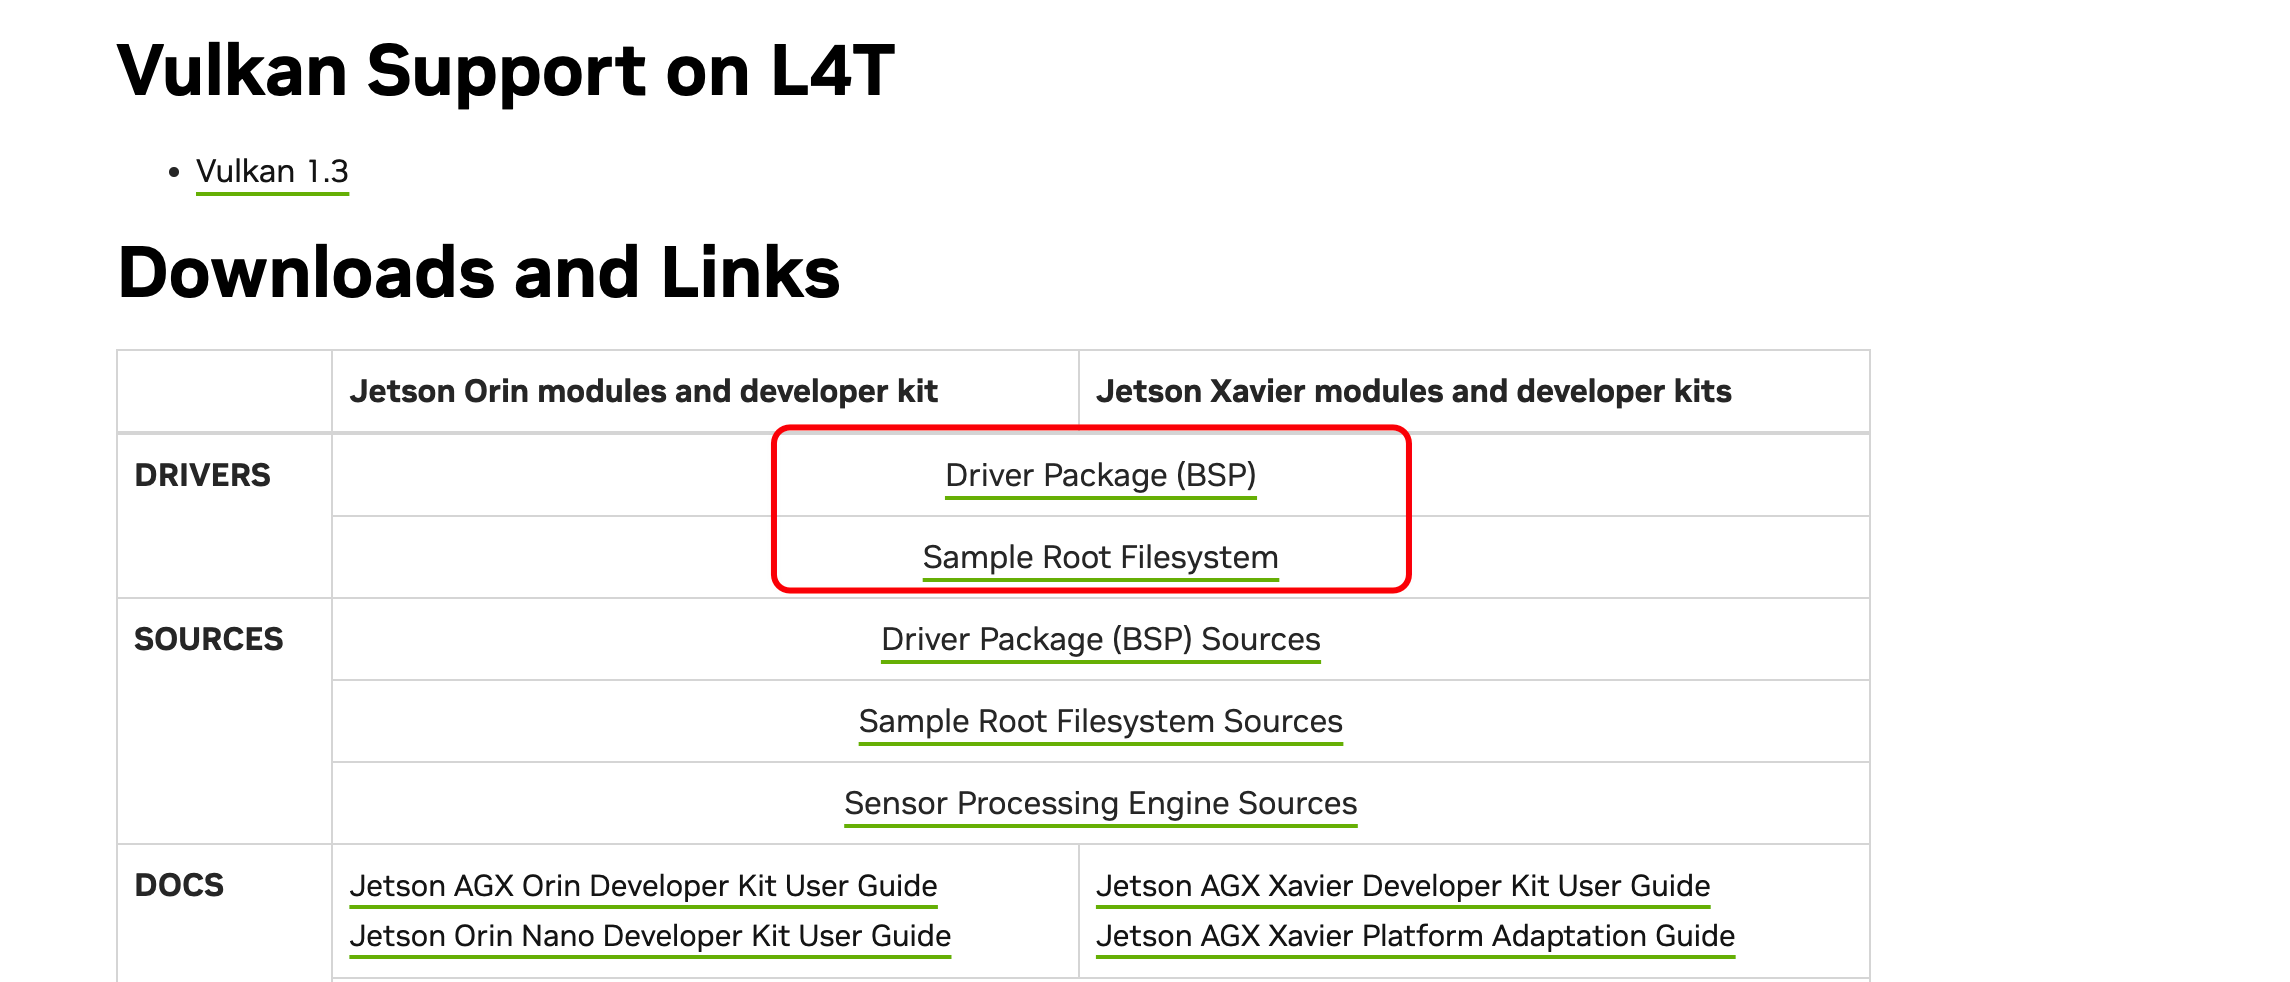 Vulkan Support on L4T
• Vulkan 1.3
Downloads and Links
Jetson Orin modules and developer kit
Jetson Xavier modules and developer kits
DRIVERS
Driver Package (BSP)
Sample Root Filesystem
SOURCES
Driver Package (BSP) Sources
Sample Root Filesystem Sources
Sensor Processing Engine Sources
DOCS
Jetson AGX Orin Developer Kit User Guide
Jetson Orin Nano Developer Kit User Guide
Jetson AGX Xavier Developer Kit User Guide
Jetson AGX Xavier Platform Adaptation Guide